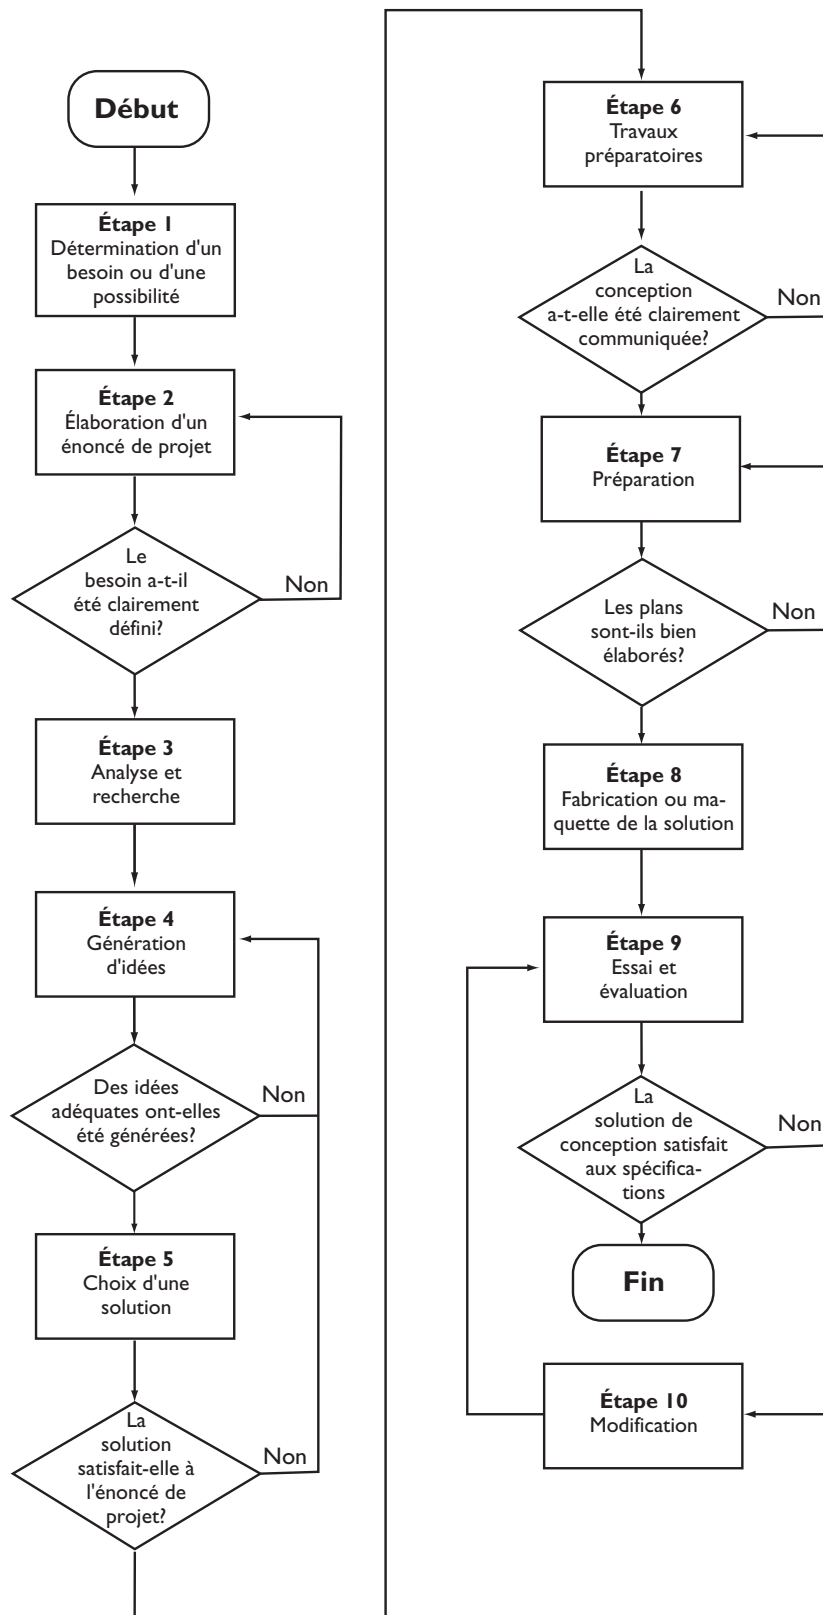 Début
Étape 1
Détermination d'un
besoin ou d'une
possibilité
Étape 2
Élaboration d'un
énoncé de projet
Le
besoin a-t-il
été clairement
défini?
Non
Étape 3
Analyse et
recherche
Étape 4
Génération
d'idées
Des idées
adéquates ont-elles
été générées?
Non
Étape 5
Choix d'une
solution
La
solution
satisfait-elle à
l'énoncé de
projet?
Non
Étape 6
Travaux
préparatoires
La
conception
a-t-elle été clairement
communiquée?
Non
Étape 7
Préparation
Les plans
sont-ils bien
élaborés?
Non
Étape 8
Fabrication ou ma-
quette de la solution
Étape 9
Essai et
évaluation
La
solution de
conception satisfait
aux spécifica-
tions
Non
Fin
Étape 10
Modification